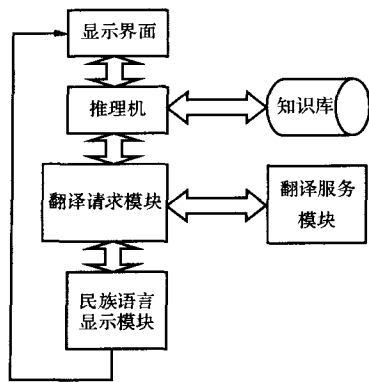 显示界面
推理机
知识库
翻译请求模块
翻译服务
模块
民族语言
显示模块